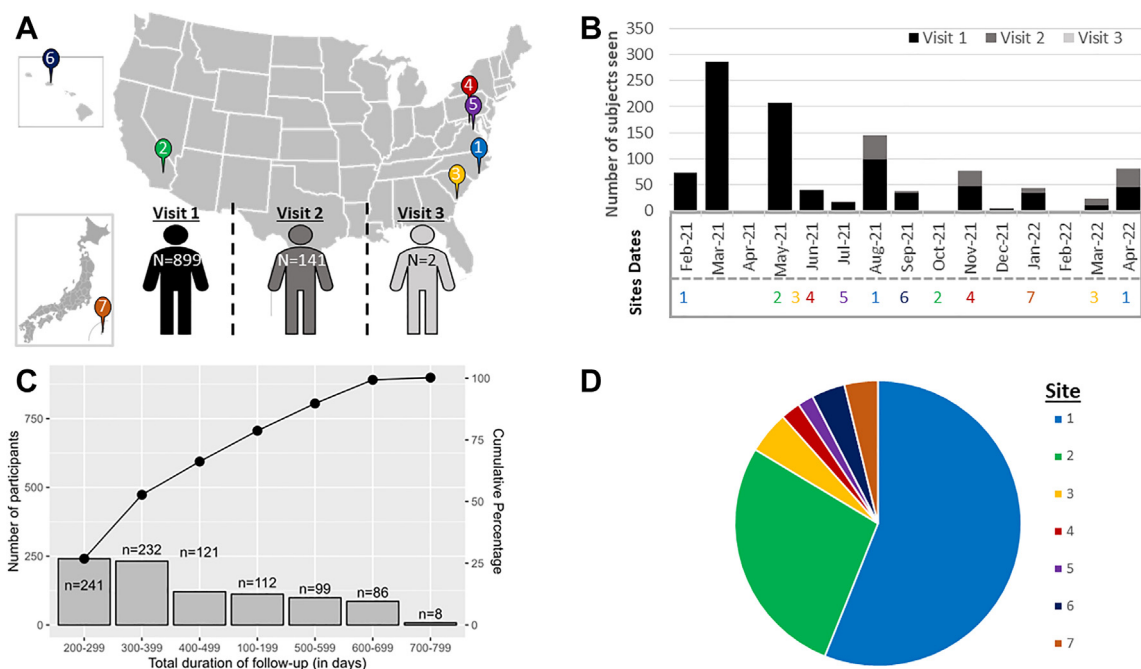 A
6
4
5
2
1
3
7
Visit 1
Visit 2
Visit 3
N=899
N=141
N=2
B
350
300
250
200
150
100
50
0
Number of subjects seen
Visit 1 Visit 2 Visit 3
Feb-21 Mar-21 Apr-21 May-21 Jun-21 Jul-21 Aug-21 Sep-21 Oct-21 Nov-21 Dec-21 Jan-22 Feb-22 Mar-22 Apr-22
Sites Dates
1 2 3 4 5 1 6 2 4 7 3 1
C
Number of participants
750
500
250
0
n=241
n=232
n=121
n=112
n=99
n=86
n=8
100
75
50
25
0
Cumulative Percentage
200-299 300-399 400-499 100-199 500-599 600-699 700-799
Total duration of follow-up (in days)
D
Site
1
2
3
4
5
6
7